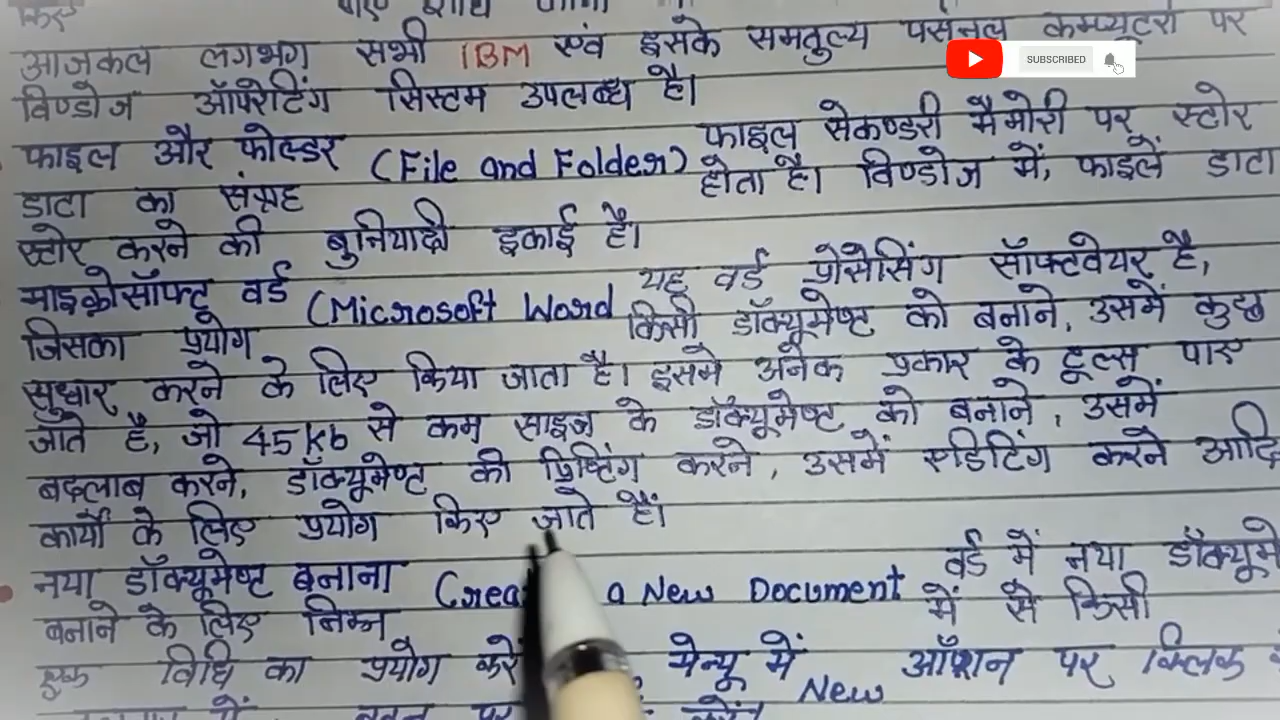 किए
आजकल लगभग सभी IBM एवं इसके समतुल्य पर्सनल कम्प्यूटरों पर
SUBSCRIBED
विण्डोज ऑपरेटिंग सिस्टम उपलब्ध है।
फाइल और फोल्डर (File and Folder) फाइल सेकण्डरी मैमोरी पर स्टोर
डाटा का संग्रह होता है। विण्डोज में, फाइलें डाटा
स्टोर करने की बुनियादी इकाई है।
माइक्रोसॉफ्ट वर्ड (Microsoft Word यह वर्ड प्रोसेसिंग सॉफ्टवेयर है,
जिसका प्रयोग किसी डॉक्यूमेण्ट को बनाने, उसमें कुछ
सुधार करने के लिए किया जाता है। इसमे अनेक प्रकार के टूल्स पाए
जाते है, जो 45kb से कम साइज के डॉक्यूमेण्ट को बनाने, उसमें
बदलाब करने, डॉक्यूमेण्ट की प्रिण्टिंग करने, उसमें एडिटिंग करने आदि
कार्यों के लिए प्रयोग किए जाते हैं।
नया डॉक्यूमेण्ट बनाना a New Document वर्ड में नया डॉक्यूमे
बनाने के लिए निम्न में से किसी
एक विधि का प्रयोग करें मेन्यू में New ऑप्शन पर क्लिक